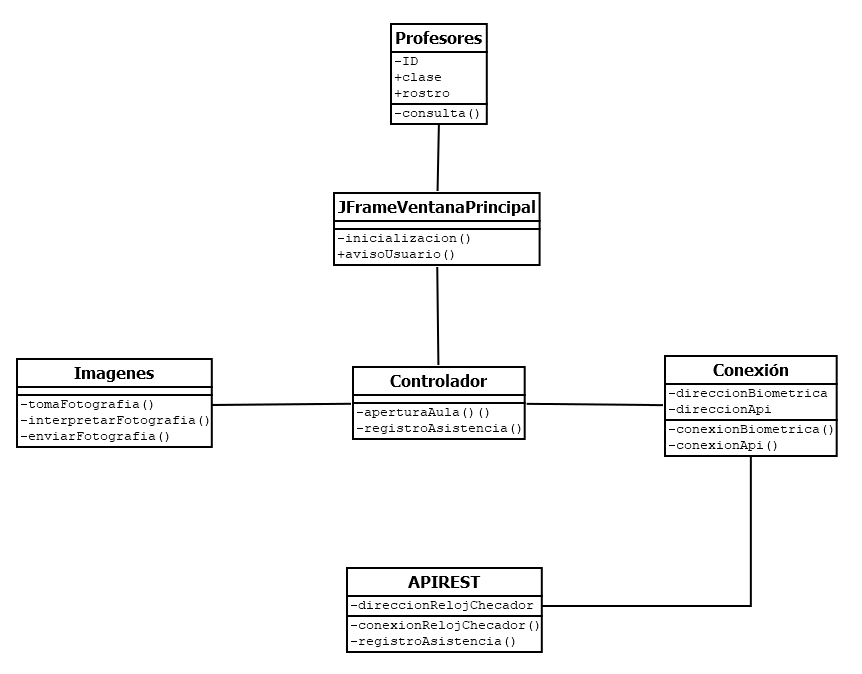 Profesores
-ID
+clase
+rostro
-consulta()
JFrameVentanaPrincipal
-inicializacion()
+avisoUsuario()
Imagenes
-tomaFotografia()
-interpretarFotografia()
-enviarFotografia()
Controlador
-aperturaAula()()
-registroAsistencia()
Conexión
-direccionBiometrica
-direccionApi
-conexionBiometrica()
-conexionApi()
APIREST
-direccionRelojChecador
-conexionRelojChecador()
-registroAsistencia()